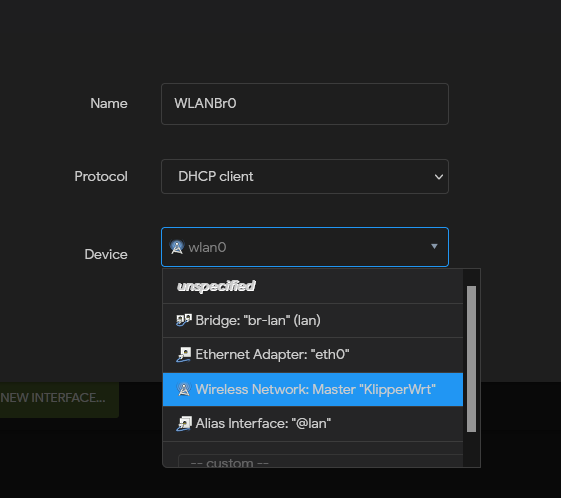 Name
WLANBr0
Protocol
DHCP client
Device
wlan0
unspecified
Bridge: "br-lan" (lan)
Ethernet Adapter: "eth0"
Wireless Network: Master "KlipperWrt"
NEW INTERFACE...
Alias Interface: "@lan"
-- custom --